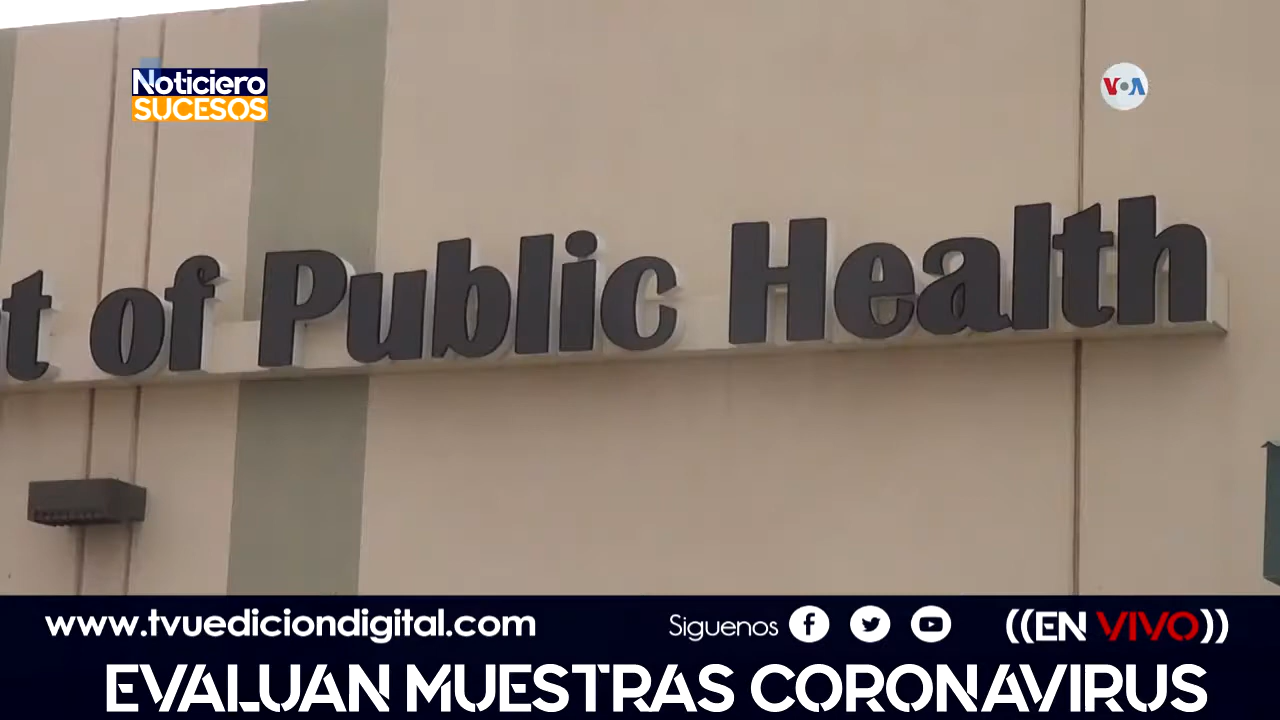 Noticiero
SUCESOS
VOA
t of Public Health
www.tvuediciondigital.com
Siguenos
((EN VIVO))
EVALUAN MUESTRAS CORONAVIRUS